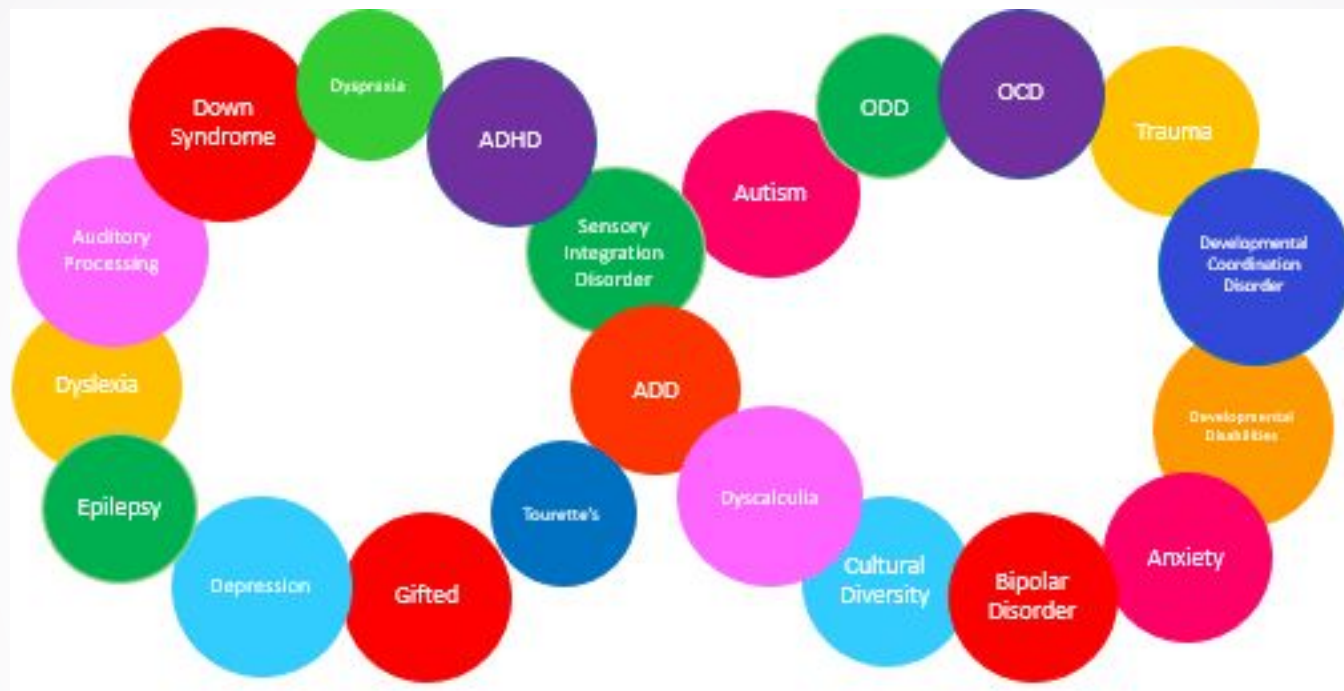 Down
Syndrome
Dyspraxia
ADHD
Sensory
Integration
Disorder
Autism
ODD
OCD
Trauma
Developmental
Coordination
Disorder
Developmental
Disabilities
Anxiety
Bipolar
Disorder
Cultural
Diversity
Dyscalculia
ADD
Tourette's
Gifted
Depression
Epilepsy
Dyslexia
Auditory
Processing